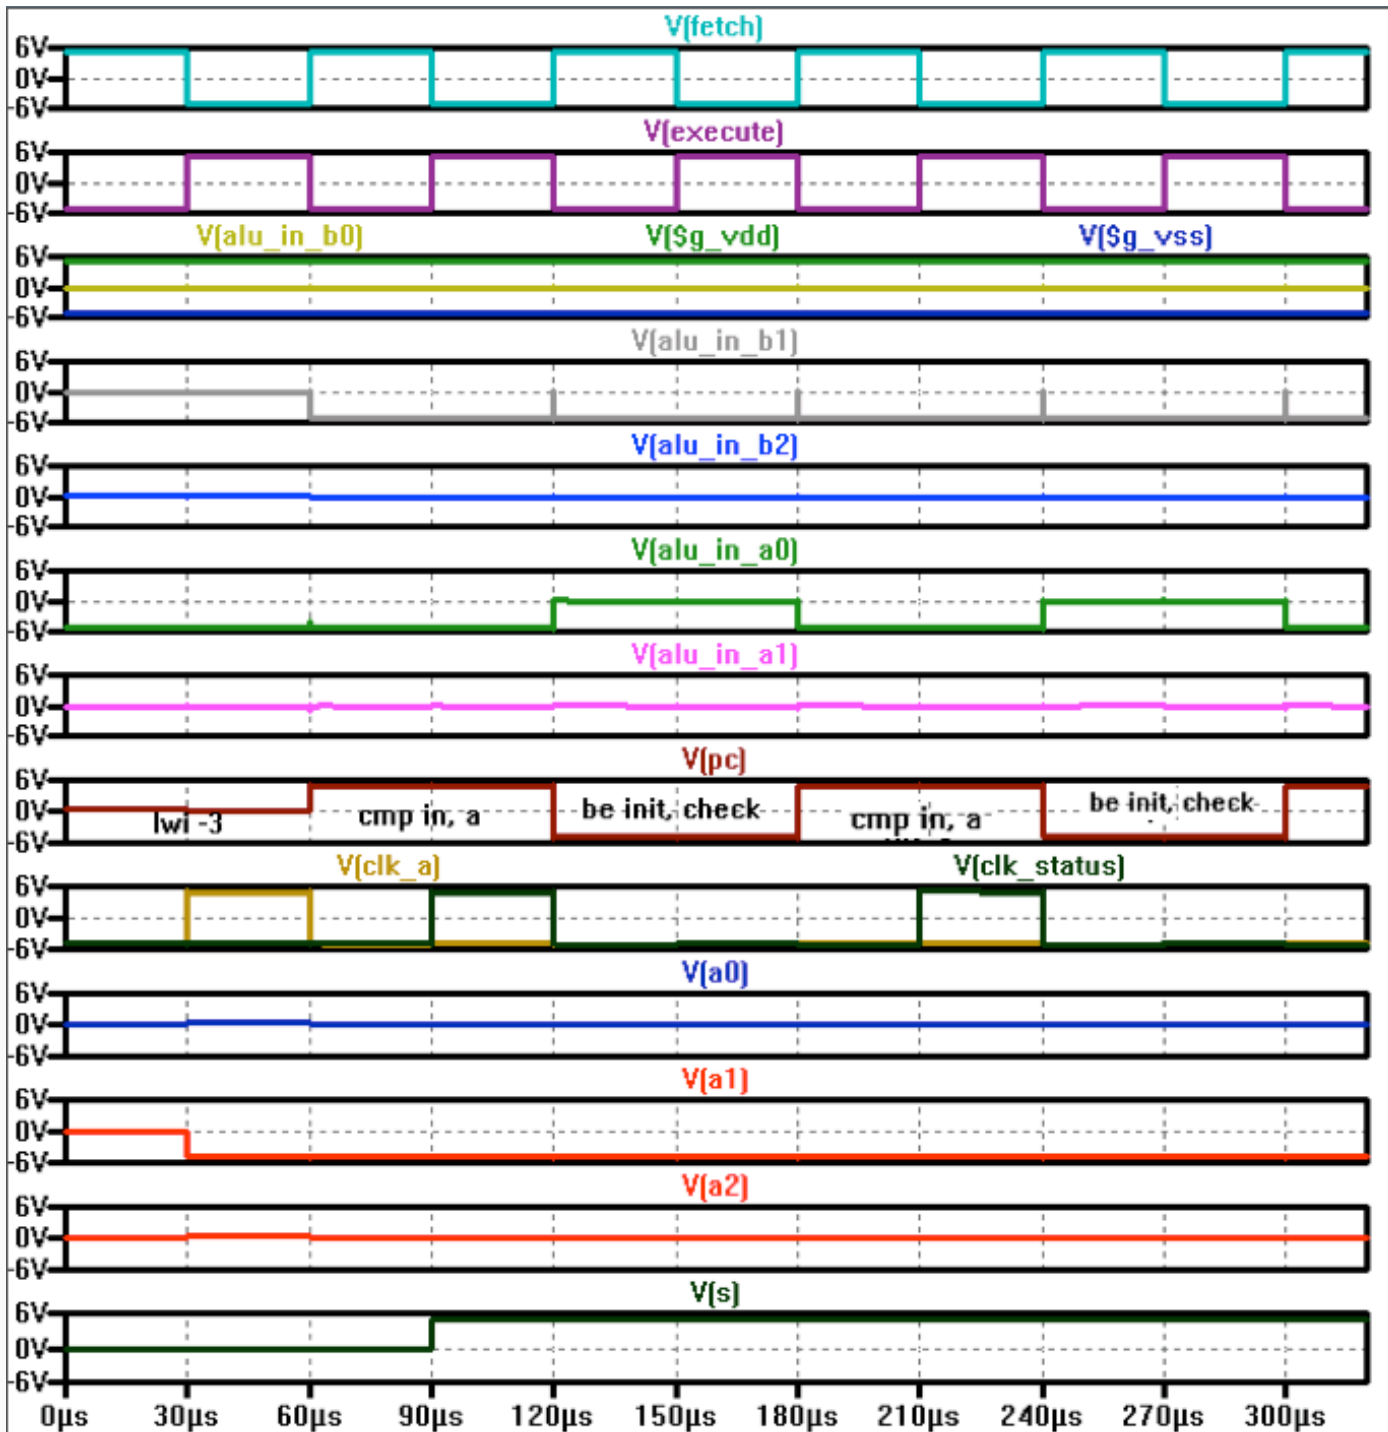 V(fetch)
6V
0V
-6V
V(execute)
6V
0V
-6V
V(alu_in_b0) V($g_vdd) V($g_vss)
6V
0V
-6V
V(alu_in_b1)
6V
0V
-6V
V(alu_in_b2)
6V
0V
-6V
V(alu_in_a0)
6V
0V
-6V
V(alu_in_a1)
6V
0V
-6V
V(pc)
6V
0V
-6V
lwi -3 cmp in, a be init, check cmp in, a be init, check
V(clk_a) V(clk_status)
6V
0V
-6V
V(a0)
6V
0V
-6V
V(a1)
6V
0V
-6V
V(a2)
6V
0V
-6V
V(s)
6V
0V
-6V
0µs 30µs 60µs 90µs 120µs 150µs 180µs 210µs 240µs 270µs 300µs